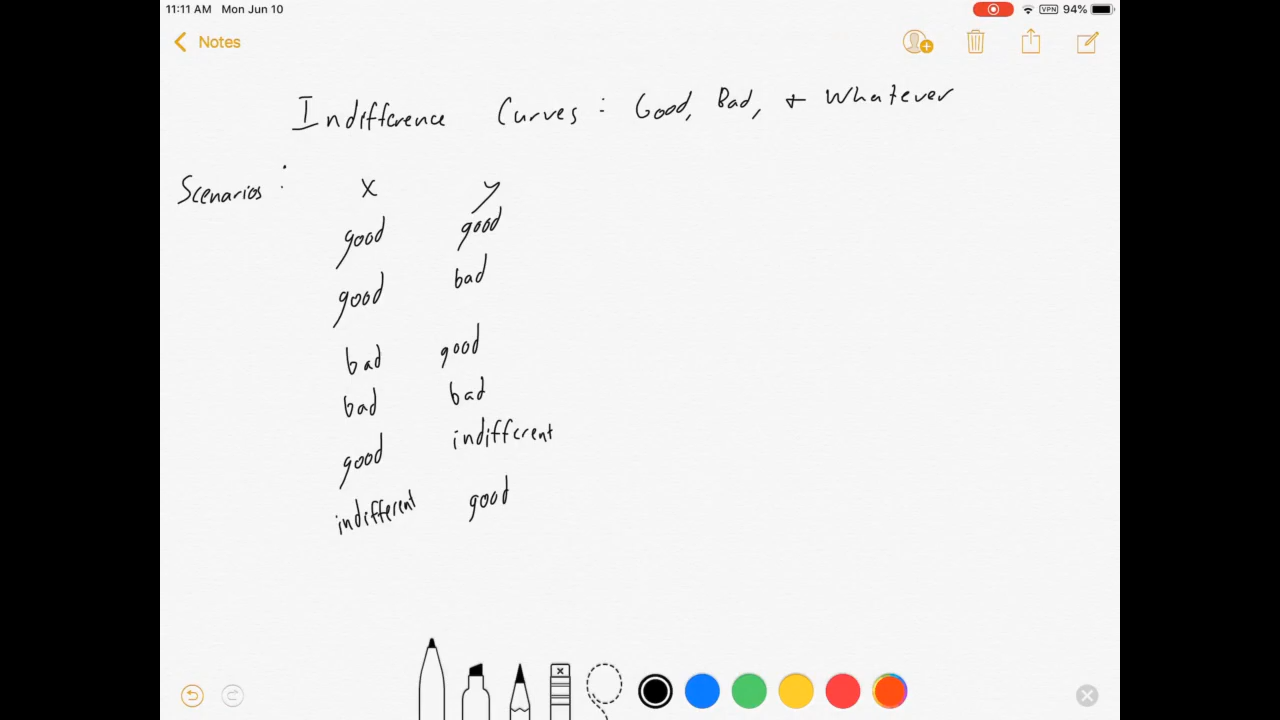 11:11 AM Mon Jun 10 VPN 94%
Notes
Indifference Curves: Good, Bad, + Whatever
Scenarios: x y
good good
good bad
bad good
bad bad
good indifferent
indifferent good